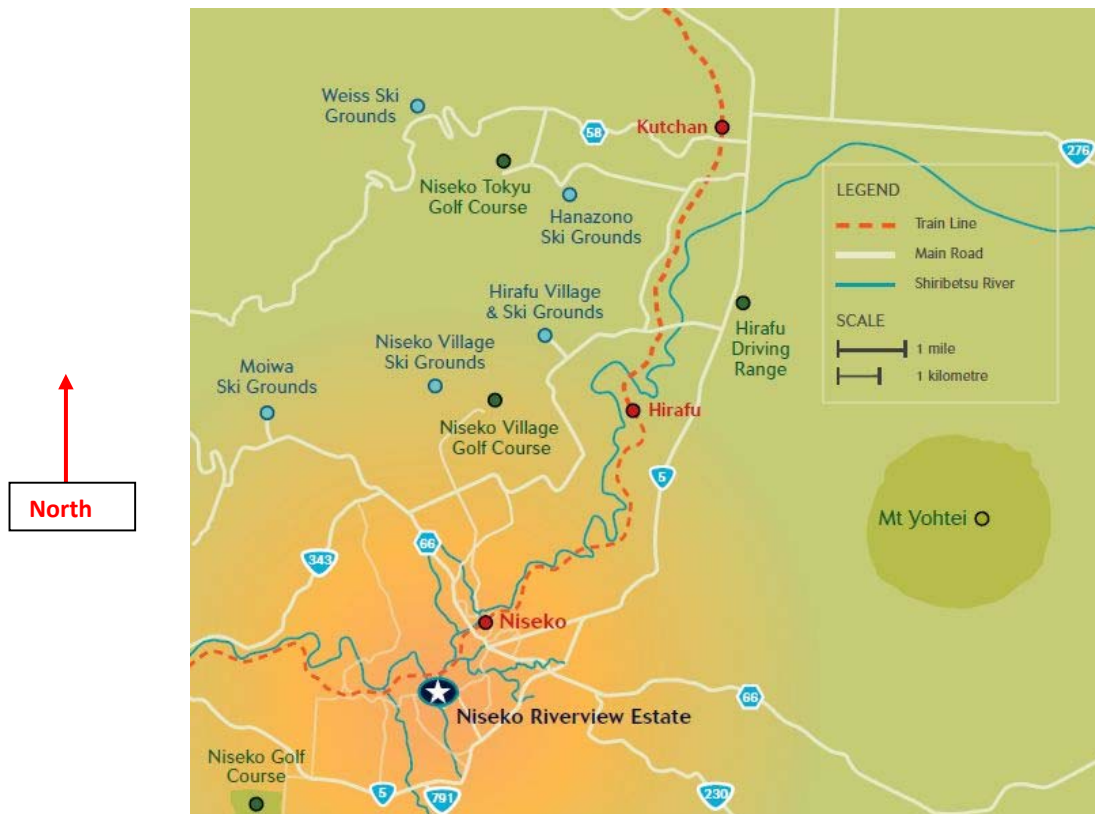 Weiss Ski
Grounds
58
Kutchan
276
Niseko Tokyu
Golf Course
Hanazono
Ski Grounds
LEGEND
Train Line
Main Road
Shiribetsu River
SCALE
1 mile
1 kilometre
Hirafu Village
& Ski Grounds
Hirafu
Driving
Range
Niseko Village
Ski Grounds
Moiwa
Ski Grounds
Niseko Village
Golf Course
Hirafu
5
North
Mt Yohtei
66
343
Niseko
66
Niseko Riverview Estate
Niseko Golf
Course
5
791
230